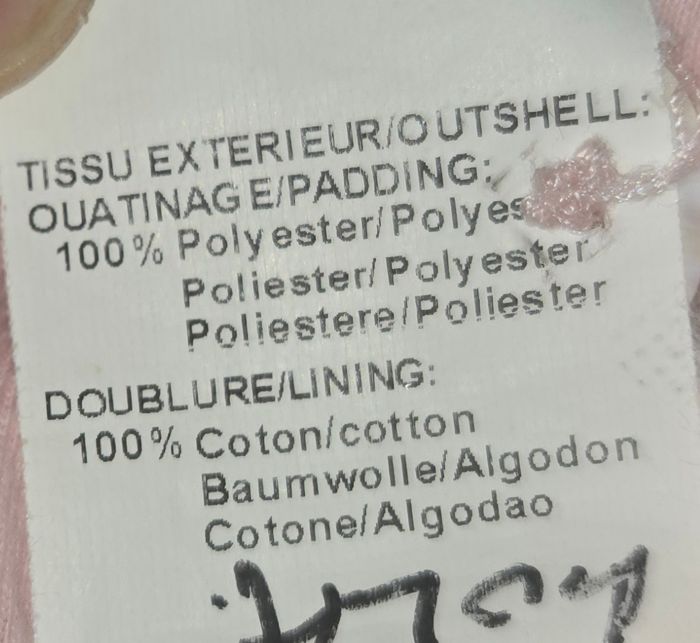 TISSU EXTERIEUR/OUTSHELL:
OUATINAGE/PADDING:
100% Polyester/
Poliester/Polyester
Poliestere/Poliester
DOUBLURE/LINING:
100% Coton/cotton
Baumwolle/Algodon
Cotone/Algodao